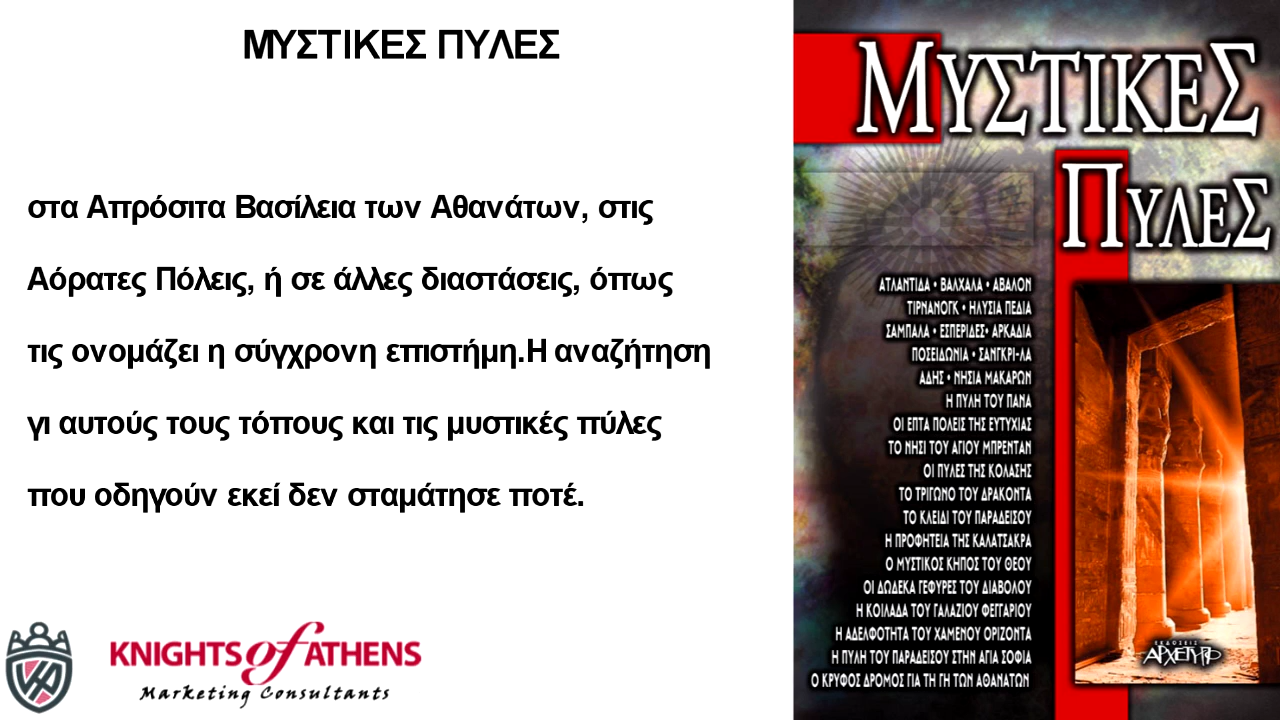 ΜΥΣΤΙΚΕΣ ΠΥΛΕΣ
στα Απρόσιτα Βασίλεια των Αθανάτων, στις
Αόρατες Πόλεις, ή σε άλλες διαστάσεις, όπως
τις ονομάζει η σύγχρονη επιστήμη.Η αναζήτηση
γι αυτούς τους τόπους και τις μυστικές πύλες
που οδηγούν εκεί δεν σταμάτησε ποτέ.
KNIGHTS of ATHENS
Marketing Consultants
ΜΥΣΤΙΚΕΣ
ΠΥΛΕΣ
ΑΤΛΑΝΤΙΔΑ • ΒΑΛΧΑΛΑ • ΑΒΑΛΟΝ
ΤΙΡΝΑΝΟΓΚ • ΗΛΥΣΙΑ ΠΕΔΙΑ
ΣΑΜΠΑΛΑ • ΕΣΠΕΡΙΔΕΣ• ΑΡΚΑΔΙΑ
ΠΟΣΕΙΔΩΝΙΑ • ΣΑΝΓΚΡΙ-ΛΑ
ΑΔΗΣ • ΝΗΣΙΑ ΜΑΚΑΡΩΝ
Η ΠΥΛΗ ΤΟΥ ΠΑΝΑ
ΟΙ ΕΠΤΑ ΠΟΛΕΙΣ ΤΗΣ ΕΥΤΥΧΙΑΣ
ΤΟ ΝΗΣΙ ΤΟΥ ΑΓΙΟΥ ΜΠΡΕΝΤΑΝ
ΟΙ ΠΥΛΕΣ ΤΗΣ ΚΟΛΑΣΗΣ
ΤΟ ΤΡΙΓΩΝΟ ΤΟΥ ΔΡΑΚΟΝΤΑ
ΤΟ ΚΛΕΙΔΙ ΤΟΥ ΠΑΡΑΔΕΙΣΟΥ
Η ΠΡΟΦΗΤΕΙΑ ΤΗΣ ΚΑΛΑΤΣΑΚΡΑ
Ο ΜΥΣΤΙΚΟΣ ΚΗΠΟΣ ΤΟΥ ΘΕΟΥ
ΟΙ ΔΩΔΕΚΑ ΓΕΦΥΡΕΣ ΤΟΥ ΔΙΑΒΟΛΟΥ
Η ΚΟΙΛΑΔΑ ΤΟΥ ΓΑΛΑΖΙΟΥ ΦΕΓΓΑΡΙΟΥ
Η ΑΔΕΛΦΟΤΗΤΑ ΤΟΥ ΧΑΜΕΝΟΥ ΟΡΙΖΟΝΤΑ
Η ΠΥΛΗ ΤΟΥ ΠΑΡΑΔΕΙΣΟΥ ΣΤΗΝ ΑΓΙΑ ΣΟΦΙΑ
Ο ΚΡΥΦΟΣ ΔΡΟΜΟΣ ΓΙΑ ΤΗ ΓΗ ΤΩΝ ΑΘΑΝΑΤΩΝ
ΕΚΔΟΣΕΙΣ
ΑΡΧΕΤΥΠΟ